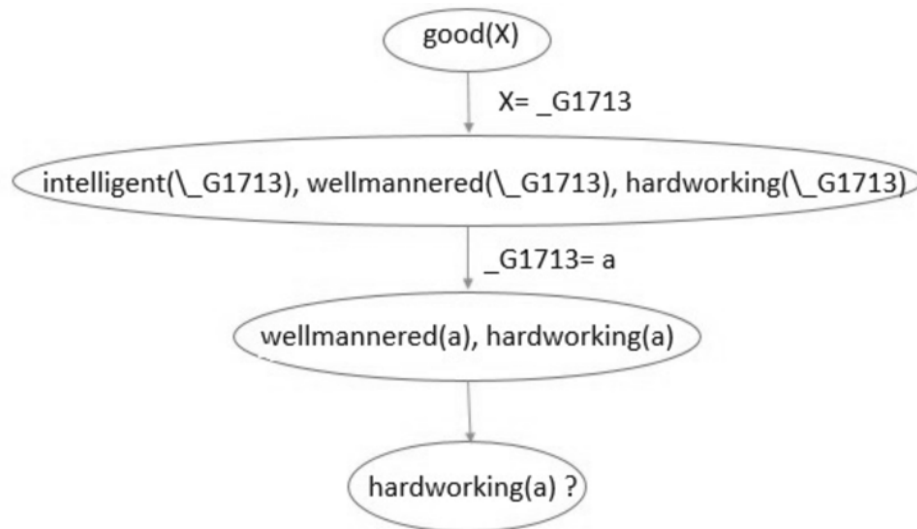 good(X)
X= _G1713
intelligent(\_G1713), wellmannered(\_G1713), hardworking(\_G1713)
_G1713= a
wellmannered(a), hardworking(a)
hardworking(a) ?